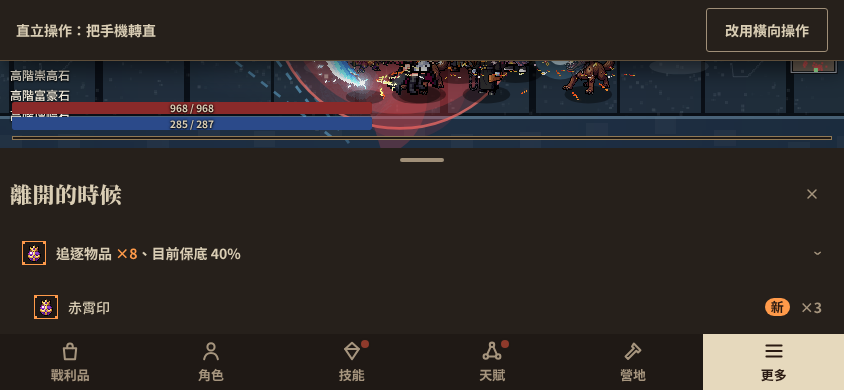 直立操作：把手機轉直
改用橫向操作
高階崇高石
高階富豪石
968 / 968
285 / 287
離開的時候
追逐物品 ×8、目前保底 40%
赤霄印
新 ×3
戰利品
角色
技能
天賦
營地
更多